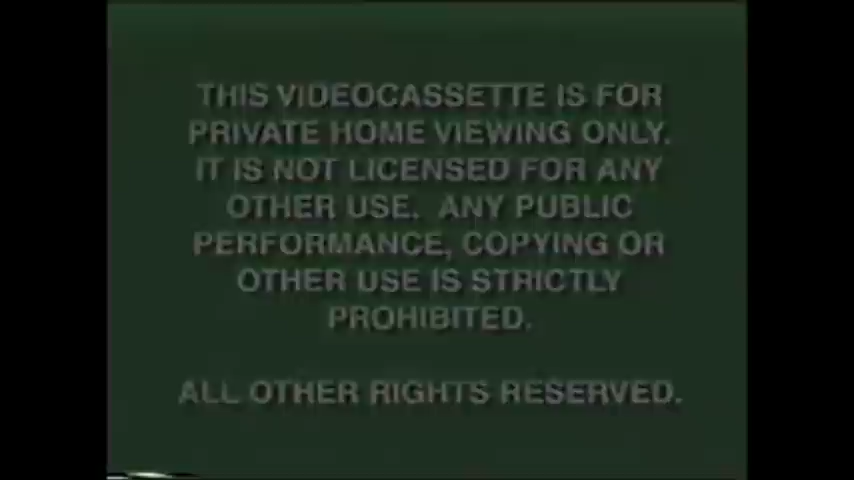 THIS VIDEOCASSETTE IS FOR
PRIVATE HOME VIEWING ONLY.
IT IS NOT LICENSED FOR ANY
OTHER USE. ANY PUBLIC
PERFORMANCE, COPYING OR
OTHER USE IS STRICTLY
PROHIBITED.
ALL OTHER RIGHTS RESERVED.